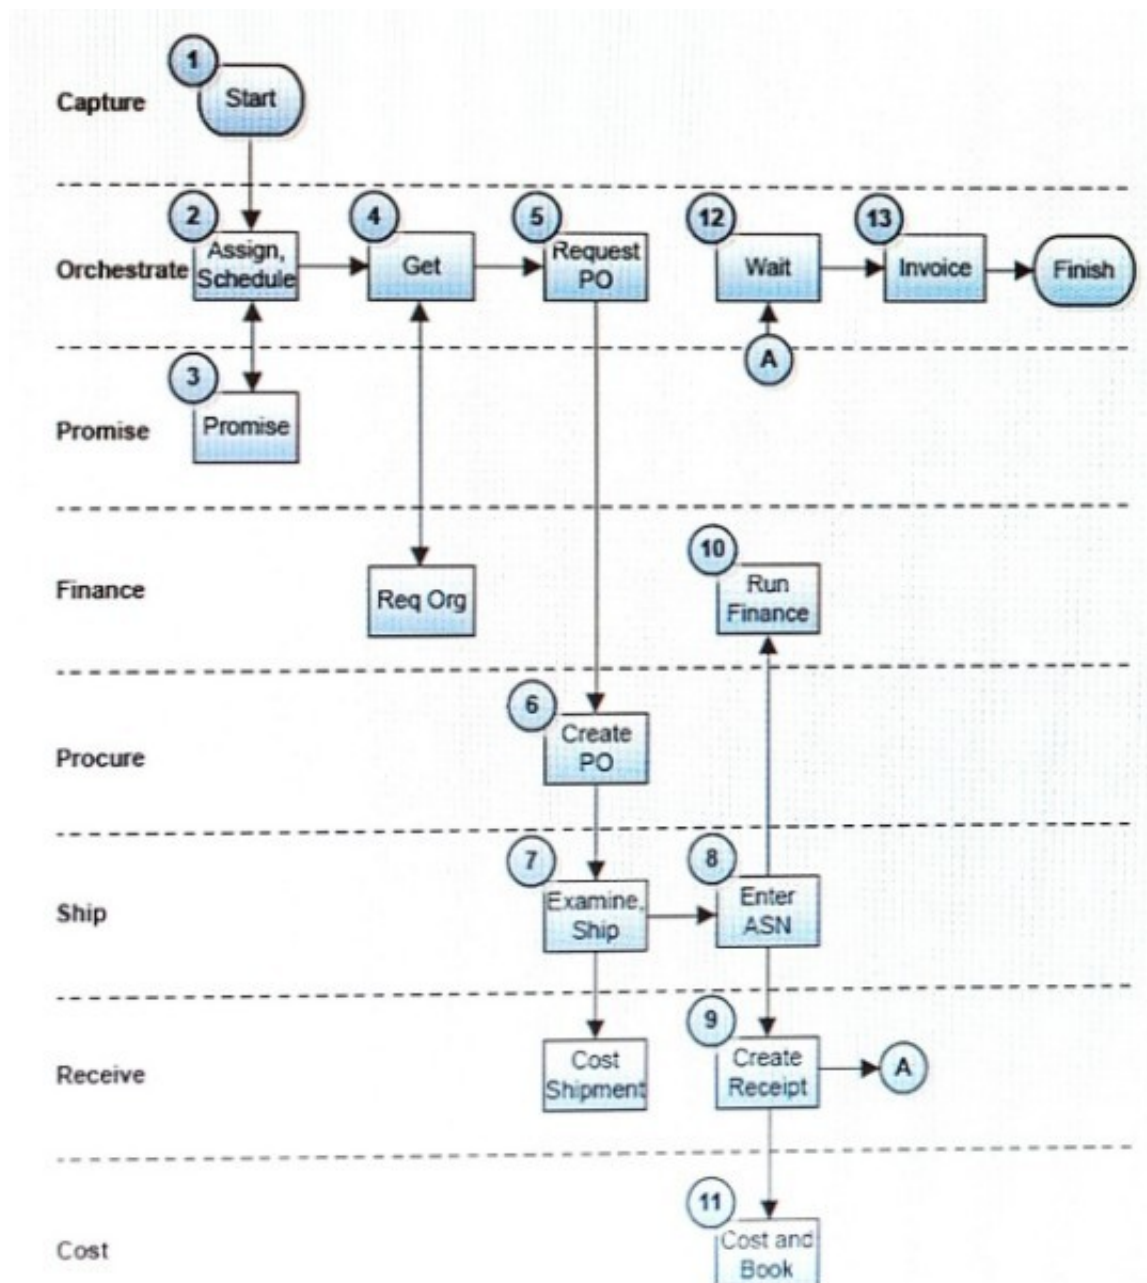 1
Capture
Start
2
4
5
12
13
Orchestrate
Assign,
Schedule
Get
Request
PO
Wait
Invoice
Finish
3
A
Promise
Promise
10
Finance
Req Org
Run
Finance
6
Procure
Create
PO
7
8
Ship
Examine,
Ship
Enter
ASN
9
Receive
Cost
Shipment
Create
Receipt
A
11
Cost
Cost and
Book